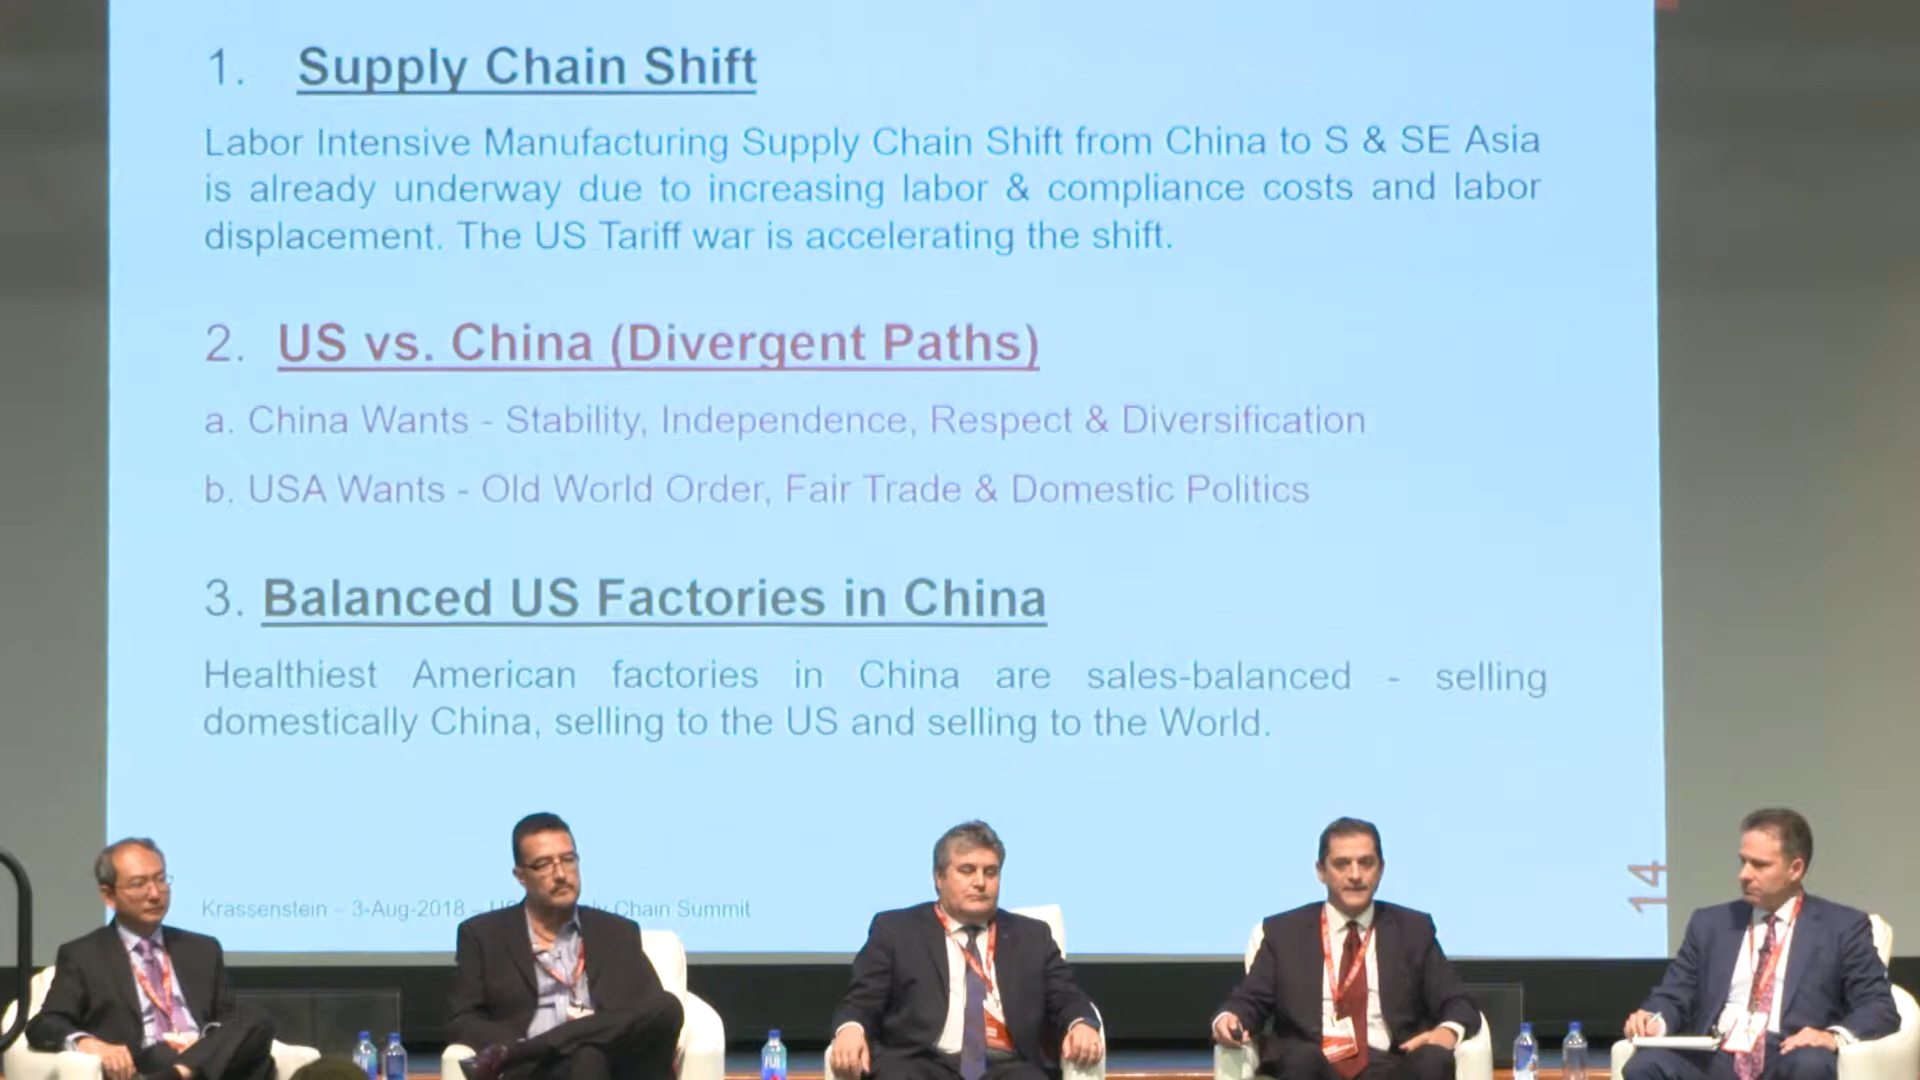 1. Supply Chain Shift
Labor Intensive Manufacturing Supply Chain Shift from China to S & SE Asia
is already underway due to increasing labor & compliance costs and labor
displacement. The US Tariff war is accelerating the shift.
2. US vs. China (Divergent Paths)
a. China Wants - Stability, Independence, Respect & Diversification
b. USA Wants - Old World Order, Fair Trade & Domestic Politics
3. Balanced US Factories in China
Healthiest American factories in China are sales-balanced - selling
domestically China, selling to the US and selling to the World.
Krassenstein - 3-Aug-2018 - Chain Summit
14